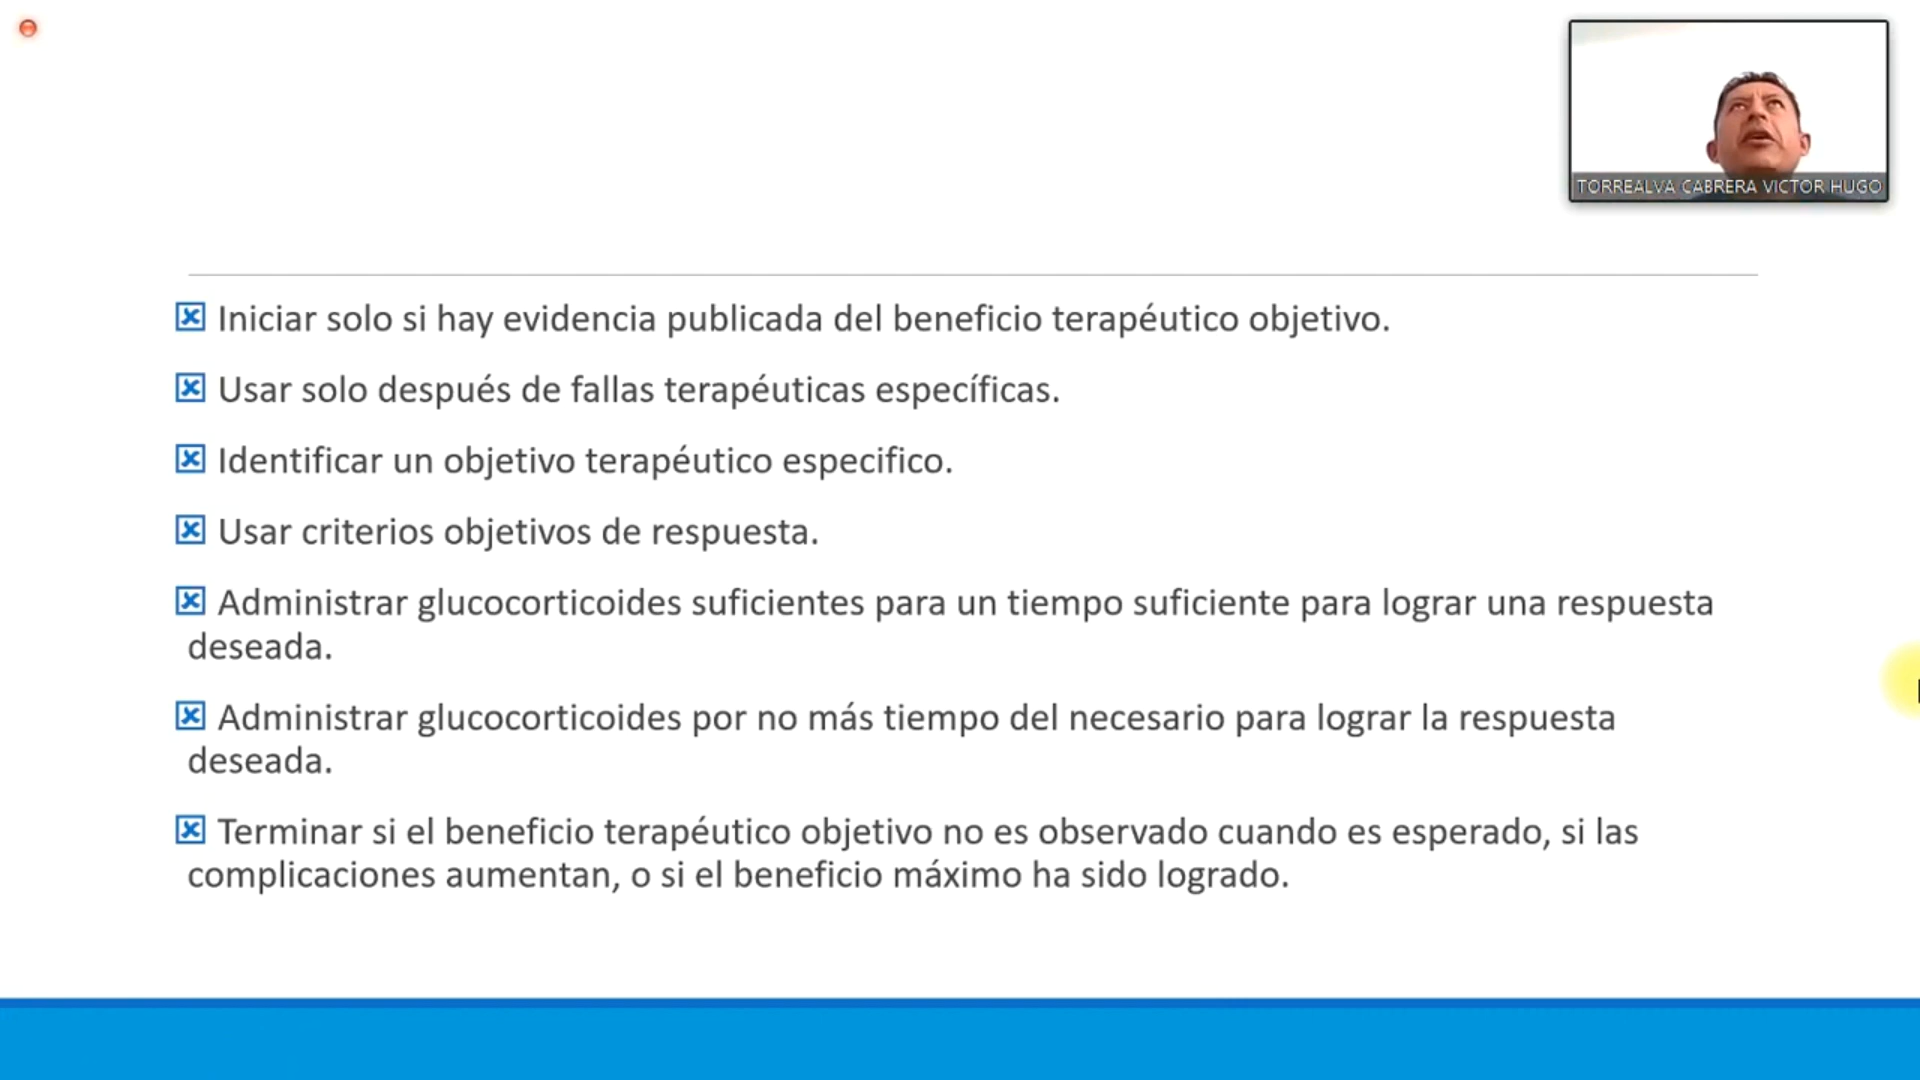 TORREALVA CABRERA VICTOR HUGO
Iniciar solo si hay evidencia publicada del beneficio terapéutico objetivo.
Usar solo después de fallas terapéuticas específicas.
Identificar un objetivo terapéutico especifico.
Usar criterios objetivos de respuesta.
Administrar glucocorticoides suficientes para un tiempo suficiente para lograr una respuesta
deseada.
Administrar glucocorticoides por no más tiempo del necesario para lograr la respuesta
deseada.
Terminar si el beneficio terapéutico objetivo no es observado cuando es esperado, si las
complicaciones aumentan, o si el beneficio máximo ha sido logrado.